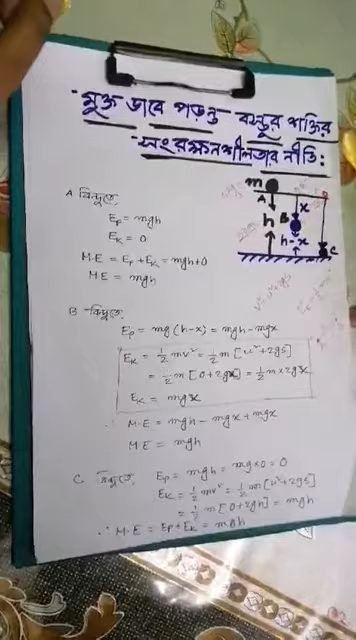 মুক্ত ভাবে পড়ন্ত বস্তুর শক্তির
সংরক্ষনশীলতার নীতি:
m
A
x
h
B
h-x
C
A বিন্দুতে,
Ep = mgh
Ek = 0
M.E = Ep + Ek = mgh+0
ME = mgh
B - বিন্দুতে,
Ep = mg (h-x) = mgh - mgx
Ek = ½ mv² = ½ m [u² + 2gs]
= ½ m [0 + 2gx] = ½ m × 2gx
Ek = mgx
∴ M.E = mgh - mgx + mgx
ME = mgh
C বিন্দুতে, Ep = mgh = mg×0 = 0
Ek = ½ mv² = ½ m [u² + 2gs]
= ½ m [0 + 2gh] = mgh
∴ M.E = Ep + Ek = mgh